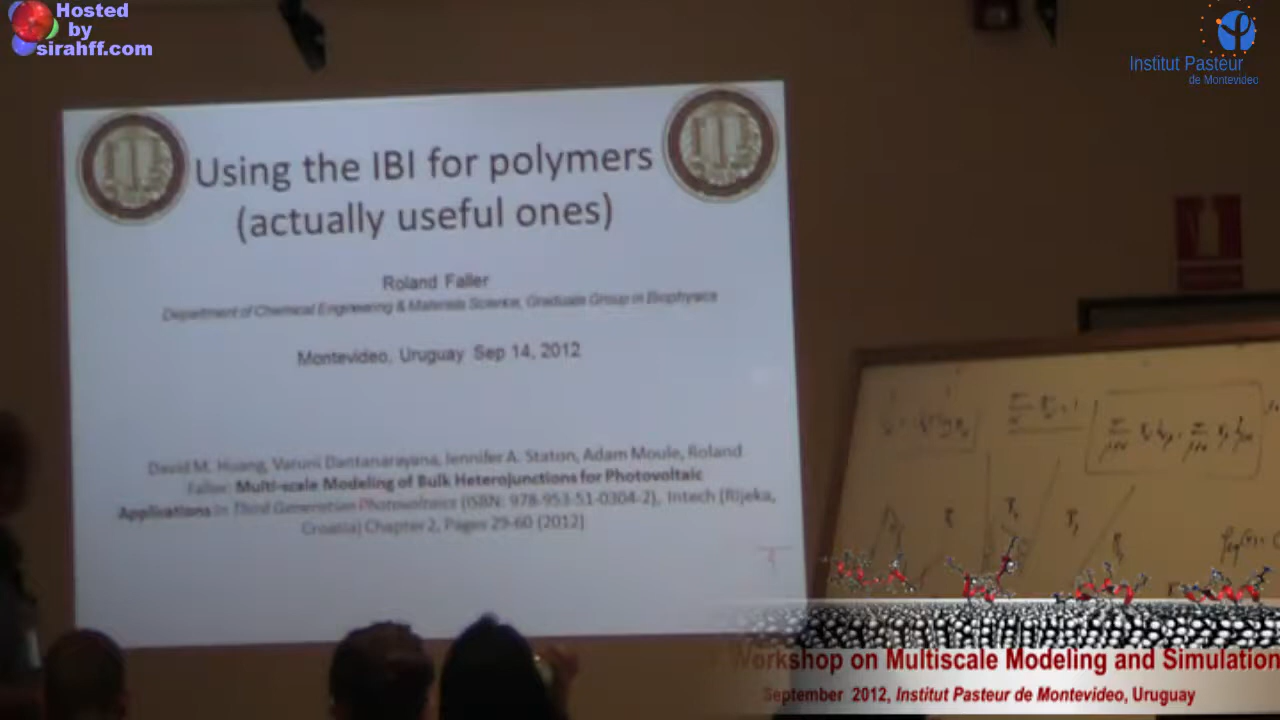 Hosted
by
sirahff.com
Institut Pasteur
de Montevideo
Using the IBI for polymers
(actually useful ones)
Roland Faller
Department of Chemical Engineering & Materials Science, Graduate Group in Biophysics
Montevideo, Uruguay Sep 14, 2012
David M. Huang, Varuni Dantanarayana, Jennifer A. Staton, Adam Moule, Roland
Faller: Multi-scale Modeling of Bulk Heterojunctions for Photovoltaic
Applications in Third Generation Photovoltaics (ISBN: 978-953-51-0304-2), Intech (Rijeka,
Croatia) Chapter 2, Pages 29-60 (2012)
Workshop on Multiscale Modeling and Simulation
September 2012, Institut Pasteur de Montevideo, Uruguay